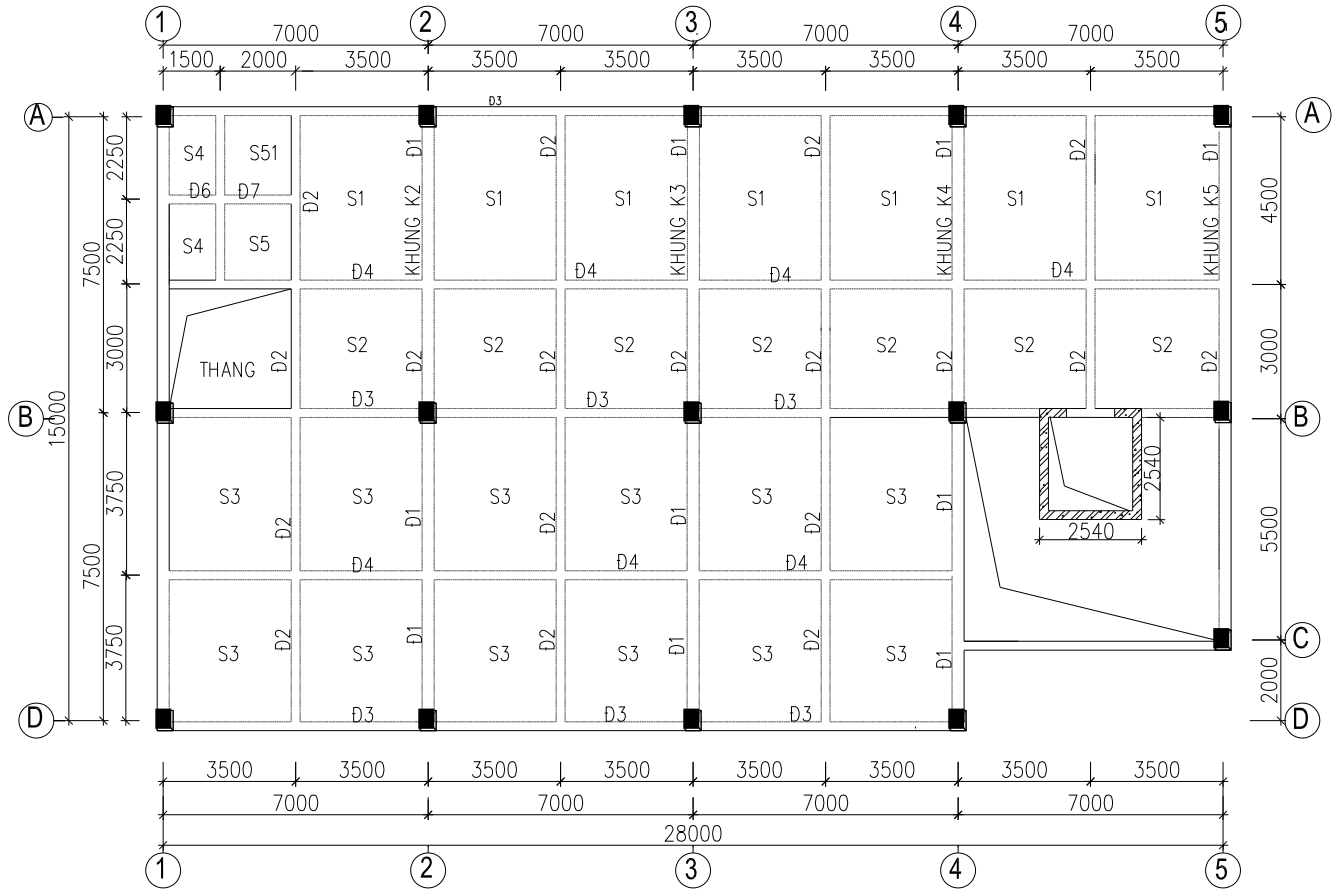 1 2 3 4 5
7000 7000 7000 7000
1500 2000 3500 3500 3500 3500 3500 3500 3500
Đ3
A A
2250 S4 S51 Đ1 Đ2 Đ1 Đ2 Đ1 Đ2 Đ1
Đ6 Đ7 Đ2 S1 KHUNG K2 S1 S1 KHUNG K3 S1 S1 KHUNG K4 S1 S1 KHUNG K5 4500
7500 2250 S4 S5
Đ4 Đ4 Đ4 Đ4
3000 THANG Đ2 S2 Đ2 S2 Đ2 S2 Đ2 S2 Đ2 S2 Đ2 S2 Đ2 S2 Đ2 3000
Đ3 Đ3 Đ3
B 15000 B
3750 S3 Đ2 S3 Đ1 S3 Đ2 S3 Đ1 S3 Đ2 S3 Đ1 2540
2540 5500
7500 Đ4 Đ4 Đ4
3750 S3 Đ2 S3 Đ1 S3 Đ2 S3 Đ1 S3 Đ2 S3 Đ1
C
2000
Đ3 Đ3 Đ3
D D
3500 3500 3500 3500 3500 3500 3500 3500
7000 7000 7000 7000
28000
1 2 3 4 5